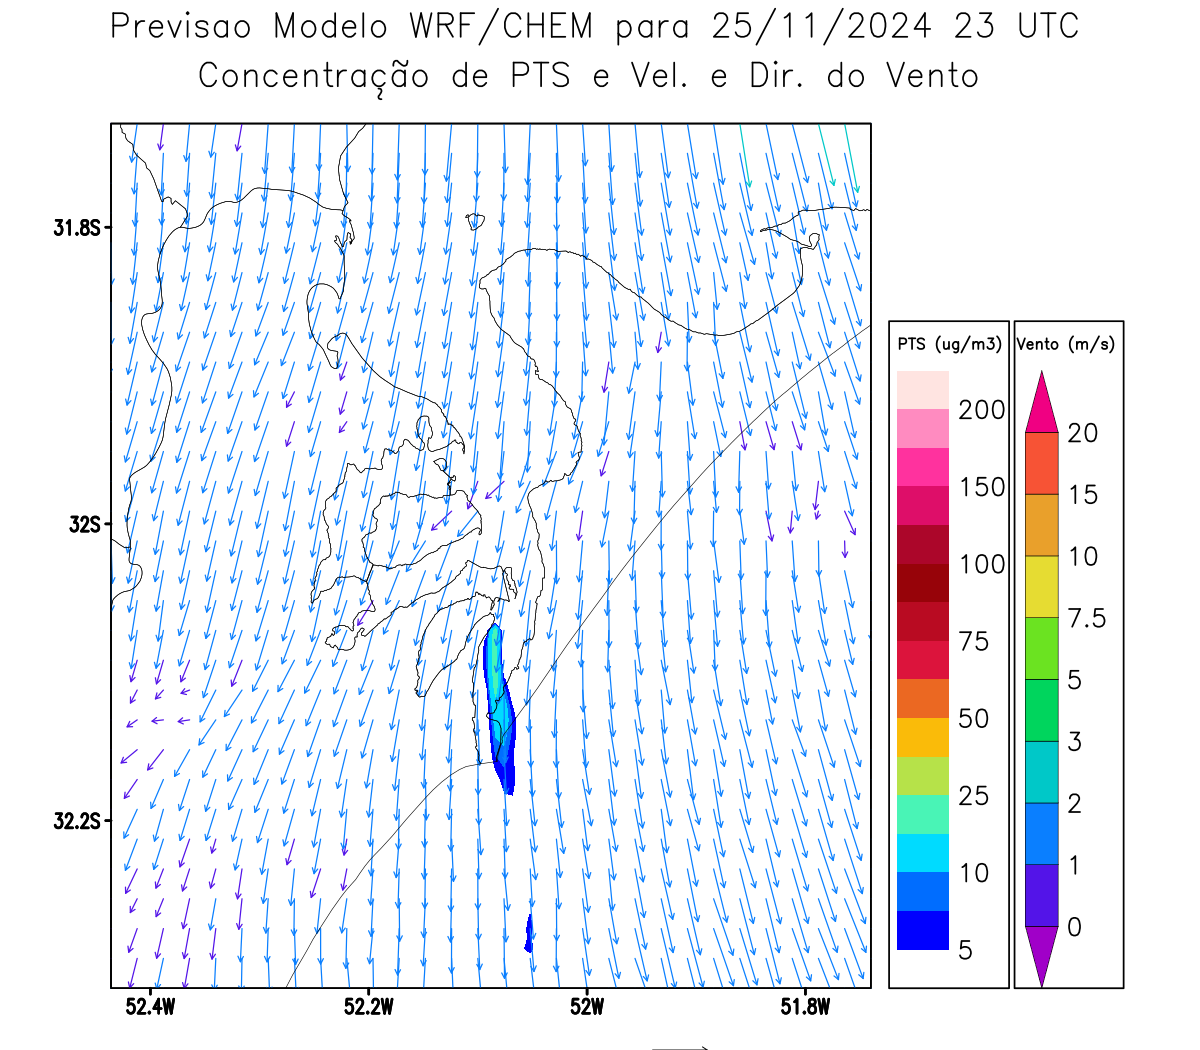 Previsao Modelo WRF/CHEM para 25/11/2024 23 UTC
Concentração de PTS e Vel. e Dir. do Vento
31.8S
32S
32.2S
52.4W 52.2W 52W 51.8W
PTS (ug/m3)
200
150
100
75
50
25
10
5
Vento (m/s)
20
15
10
7.5
5
3
2
1
0